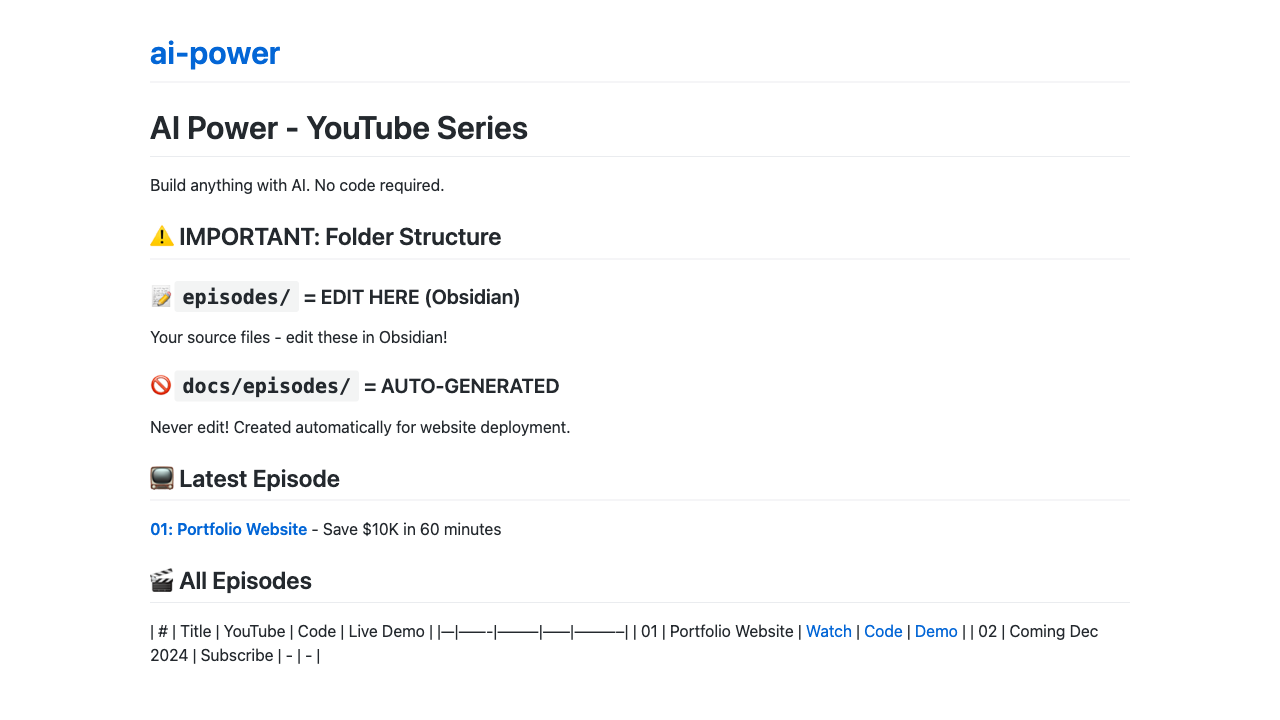 ai-power
AI Power - YouTube Series
Build anything with AI. No code required.
⚠️ IMPORTANT: Folder Structure
📝 episodes/ = EDIT HERE (Obsidian)
Your source files - edit these in Obsidian!
🚫 docs/episodes/ = AUTO-GENERATED
Never edit! Created automatically for website deployment.
📺 Latest Episode
01: Portfolio Website - Save $10K in 60 minutes
🎬 All Episodes
| # | Title | YouTube | Code | Live Demo | |—|——-|———|——|———–| | 01 | Portfolio Website | Watch | Code | Demo | | 02 | Coming Dec
2024 | Subscribe | - | - |